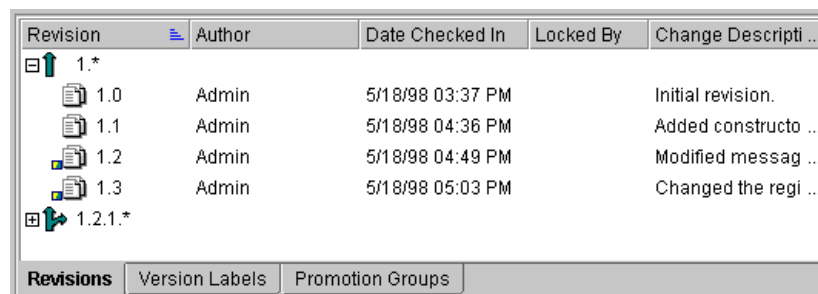 Revision Author Date Checked In Locked By Change Descripti ...
1.*
1.0 Admin 5/18/98 03:37 PM Initial revision.
1.1 Admin 5/18/98 04:36 PM Added constructo ...
1.2 Admin 5/18/98 04:49 PM Modified messag ...
1.3 Admin 5/18/98 05:03 PM Changed the regi ...
1.2.1.*
Revisions Version Labels Promotion Groups